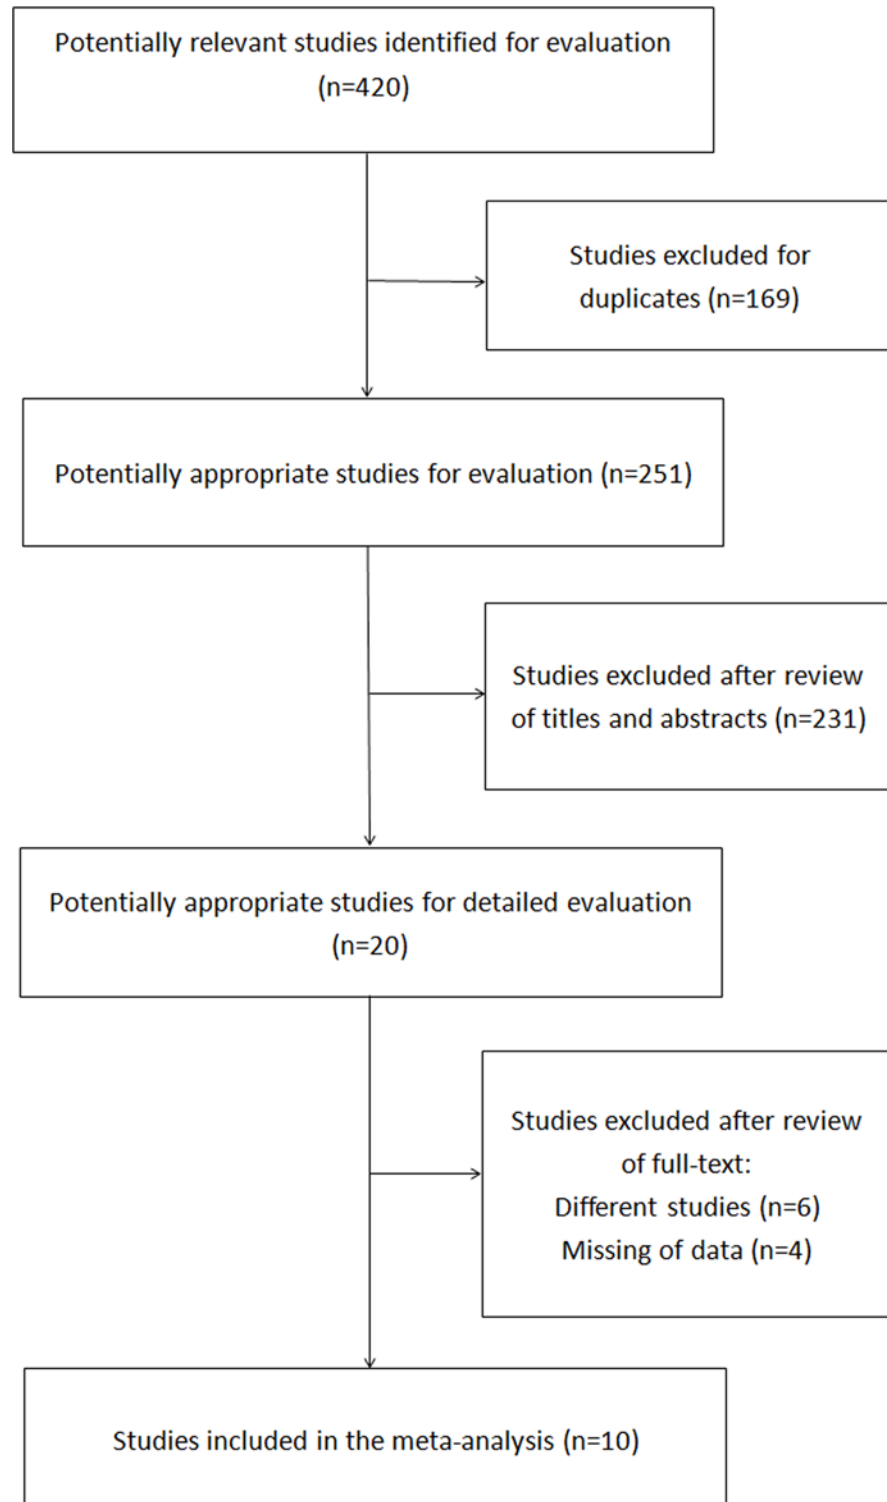 Potentially relevant studies identified for evaluation
(n=420)
Studies excluded for
duplicates (n=169)
Potentially appropriate studies for evaluation (n=251)
Studies excluded after review
of titles and abstracts (n=231)
Potentially appropriate studies for detailed evaluation
(n=20)
Studies excluded after review
of full-text:
Different studies (n=6)
Missing of data (n=4)
Studies included in the meta-analysis (n=10)